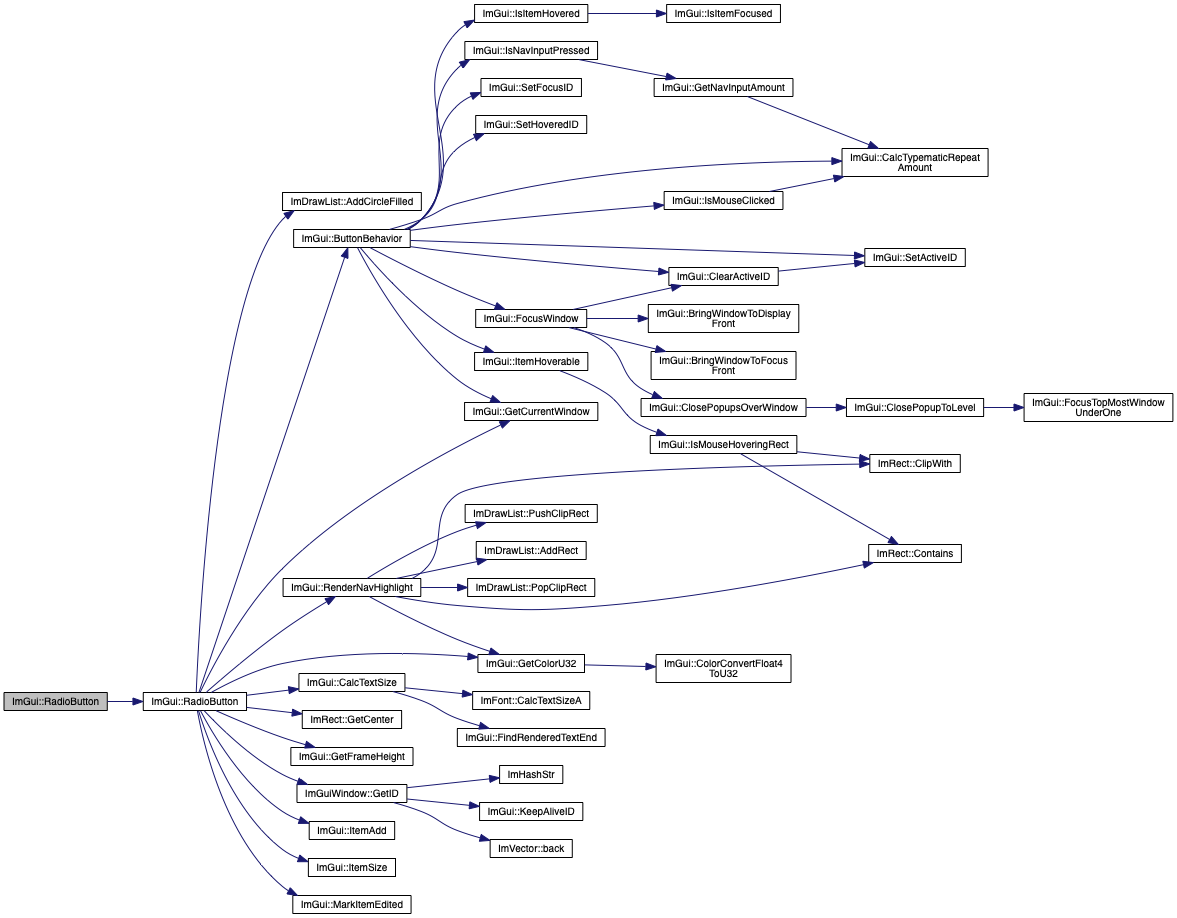 ImGui::IsItemHovered
ImGui::IsItemFocused
ImGui::IsNavInputPressed
ImGui::SetFocusID
ImGui::GetNavInputAmount
ImGui::SetHoveredID
ImGui::CalcTypematicRepeat
Amount
ImDrawList::AddCircleFilled
ImGui::IsMouseClicked
ImGui::ButtonBehavior
ImGui::SetActiveID
ImGui::ClearActiveID
ImGui::FocusWindow
ImGui::BringWindowToDisplay
Front
ImGui::ItemHoverable
ImGui::BringWindowToFocus
Front
ImGui::GetCurrentWindow
ImGui::ClosePopupsOverWindow
ImGui::ClosePopupToLevel
ImGui::FocusTopMostWindow
UnderOne
ImGui::IsMouseHoveringRect
ImRect::ClipWith
ImDrawList::PushClipRect
ImDrawList::AddRect
ImRect::Contains
ImGui::RenderNavHighlight
ImDrawList::PopClipRect
ImGui::GetColorU32
ImGui::ColorConvertFloat4
ToU32
ImGui::CalcTextSize
ImGui::RadioButton
ImGui::RadioButton
ImFont::CalcTextSizeA
ImRect::GetCenter
ImGui::FindRenderedTextEnd
ImGui::GetFrameHeight
ImHashStr
ImGuiWindow::GetID
ImGui::KeepAliveID
ImGui::ItemAdd
ImVector::back
ImGui::ItemSize
ImGui::MarkItemEdited